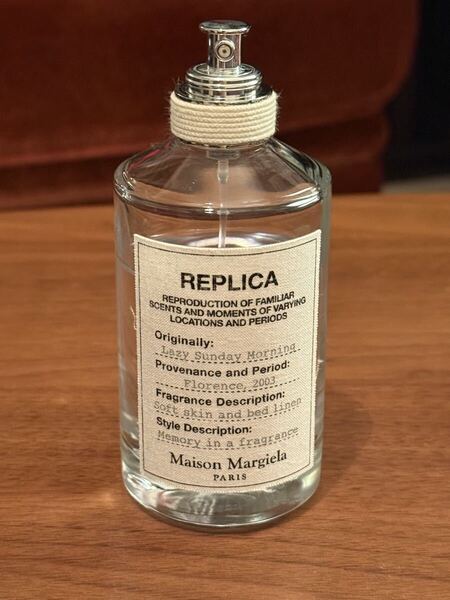 REPLICA
REPRODUCTION OF FAMILIAR
SCENTS AND MOMENTS OF VARYING
LOCATIONS AND PERIODS
Originally:
Lazy Sunday Morning
Provenance and Period:
Florence, 2003
Fragrance Description:
Soft skin and bed linen
Style Description:
Memory in a fragrance
Maison Margiela
PARIS